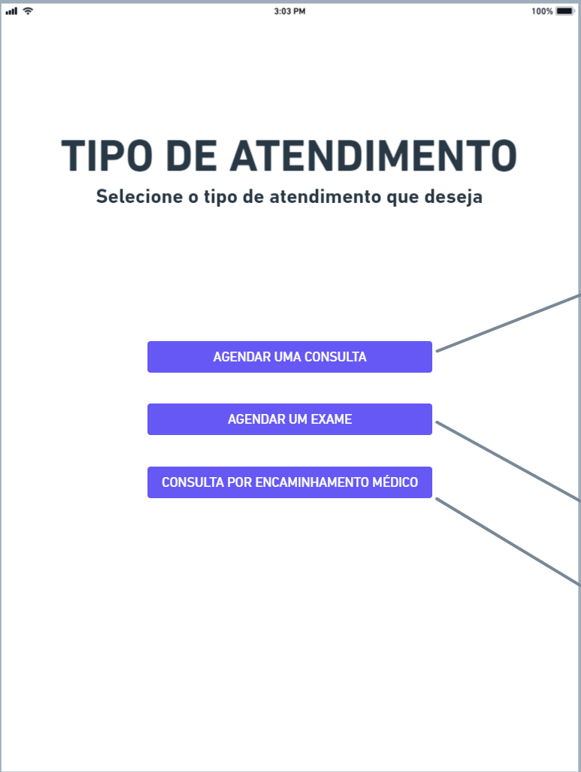 3:03 PM
100%
TIPO DE ATENDIMENTO
Selecione o tipo de atendimento que deseja
AGENDAR UMA CONSULTA
AGENDAR UM EXAME
CONSULTA POR ENCAMINHAMENTO MÉDICO